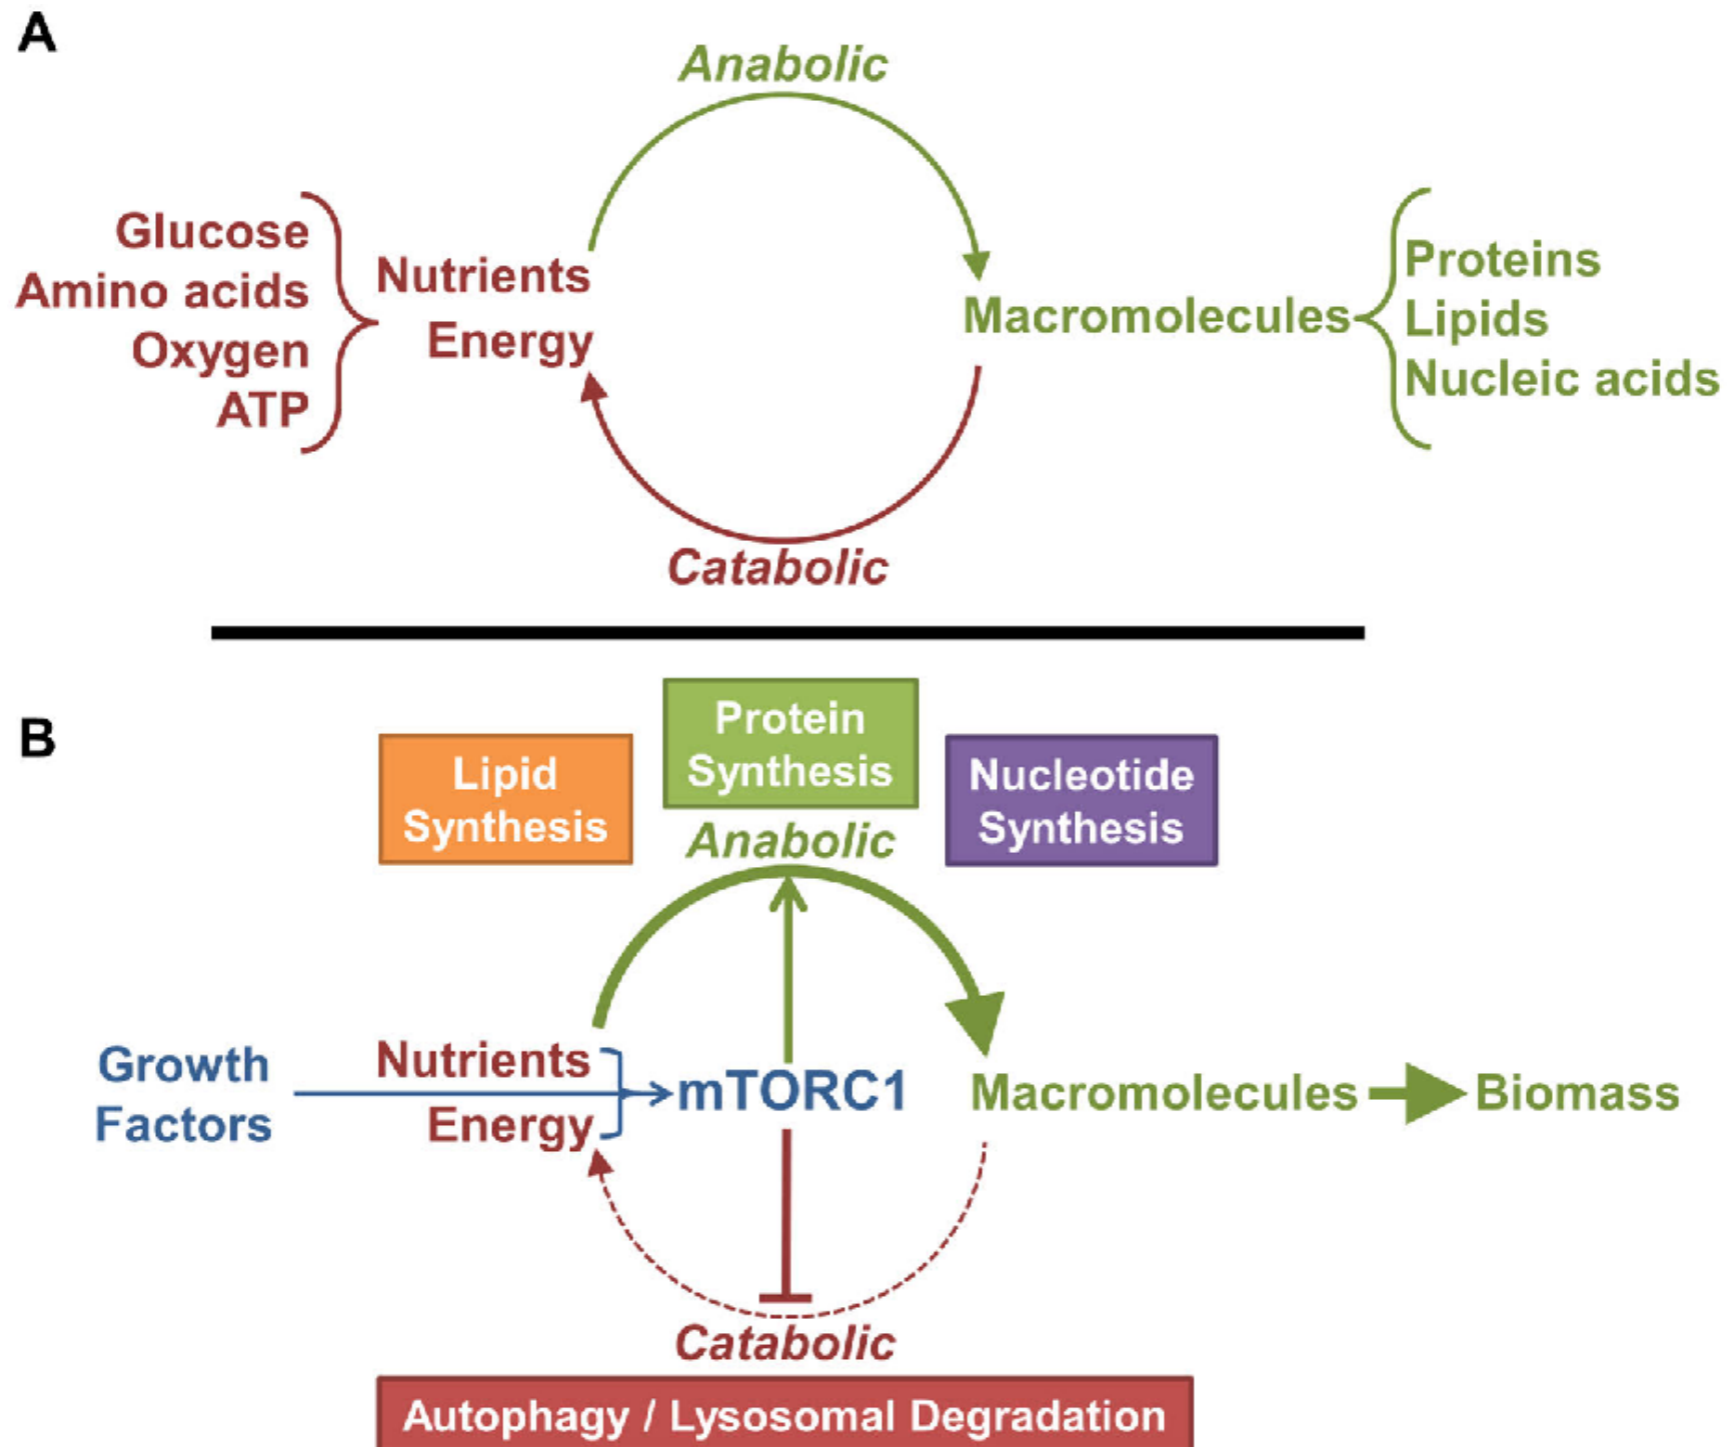 A
Anabolic
Glucose
Amino acids
Oxygen
ATP
Nutrients
Energy
Macromolecules
Proteins
Lipids
Nucleic acids
Catabolic
B
Lipid
Synthesis
Protein
Synthesis
Nucleotide
Synthesis
Anabolic
Growth
Factors
Nutrients
Energy
mTORC1
Macromolecules
Biomass
Catabolic
Autophagy / Lysosomal Degradation